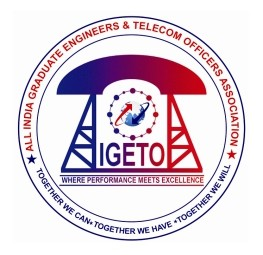 ★ ALL INDIA GRADUATE ENGINEERS & TELECOM OFFICERS ASSOCIATION ★
IGETO
WHERE PERFORMANCE MEETS EXCELLENCE
TOGETHER WE CAN • TOGETHER WE HAVE • TOGETHER WE WILL